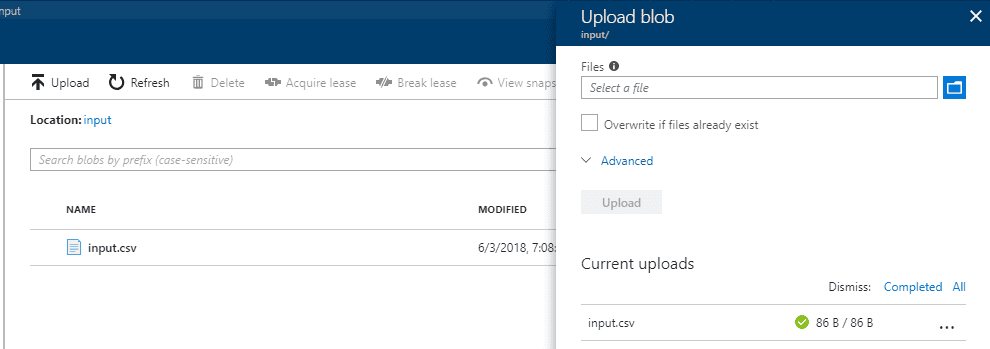 input
Upload Refresh Delete Acquire lease Break lease View snaps
Location: input
Search blobs by prefix (case-sensitive)
NAME MODIFIED
input.csv 6/3/2018, 7:08:
Upload blob
input/
Files
Select a file
Overwrite if files already exist
Advanced
Upload
Current uploads
Dismiss: Completed All
input.csv 86 B / 86 B ...